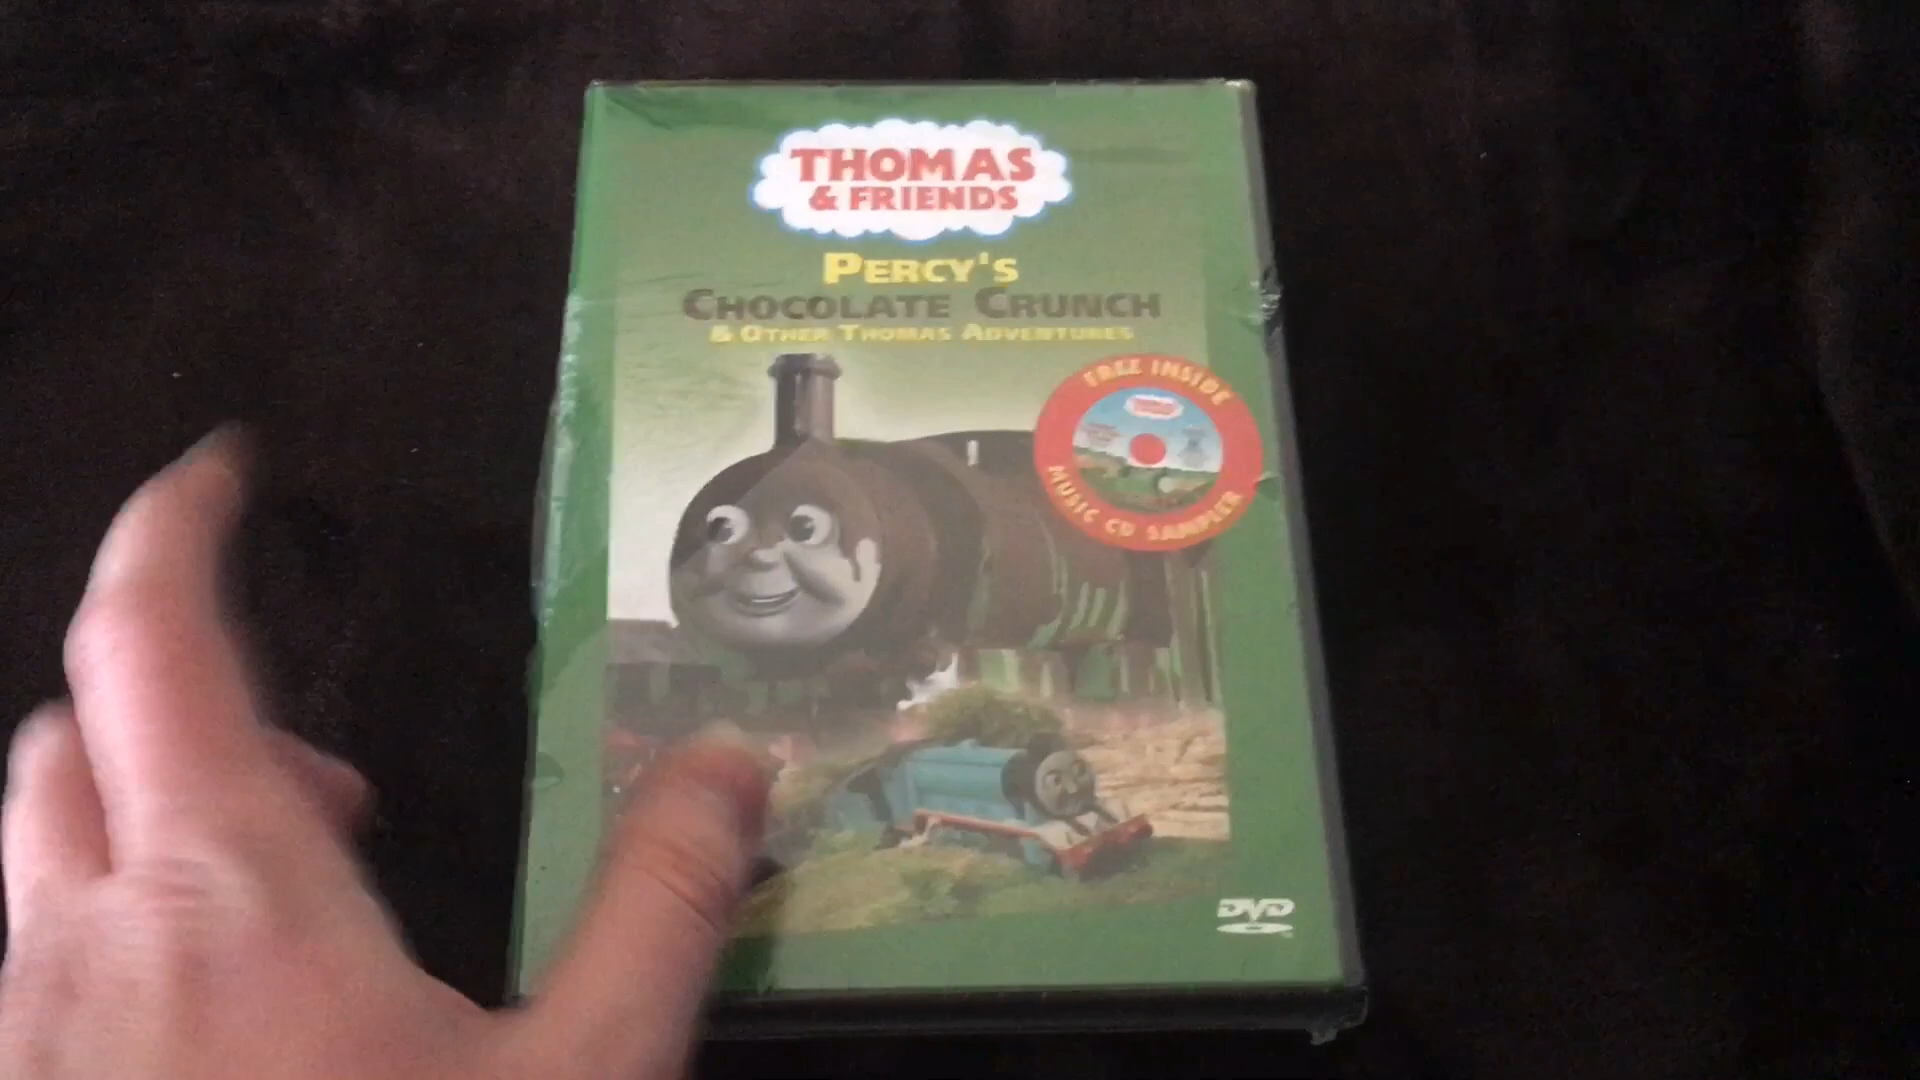 THOMAS
& FRIENDS
PERCY'S
CHOCOLATE CRUNCH
& OTHER THOMAS ADVENTURES
FREE INSIDE
MUSIC CD SAMPLER
DVD